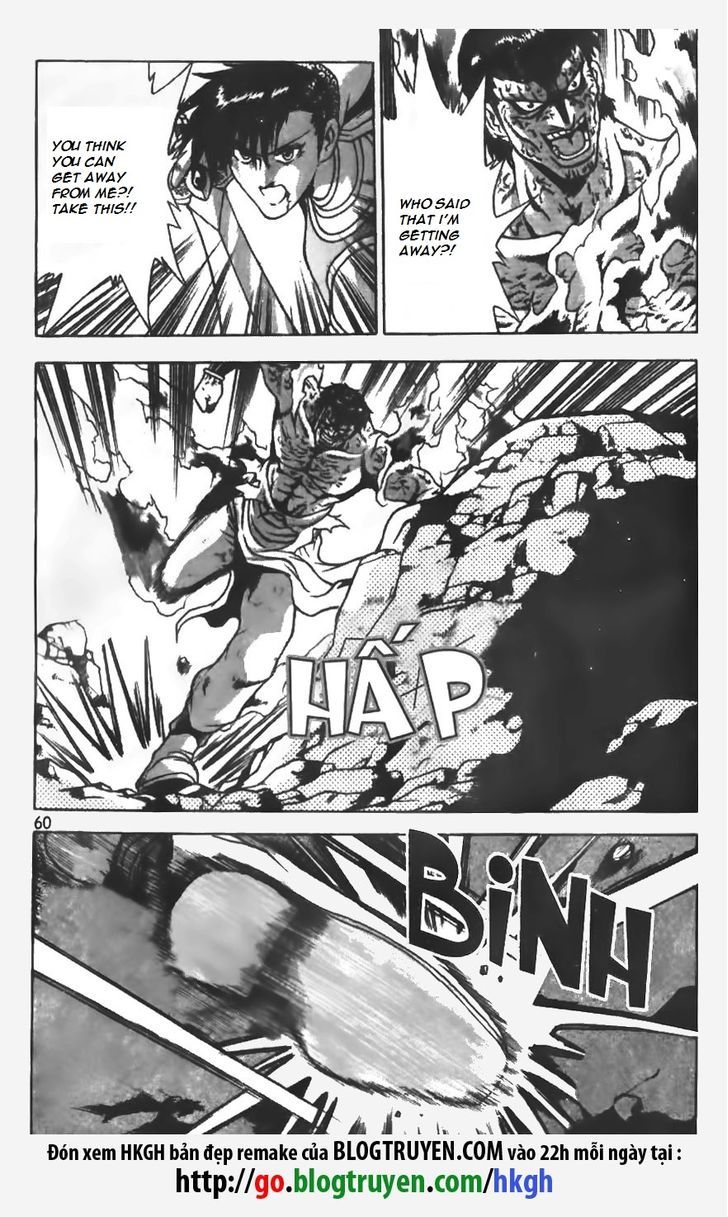 YOU THINK
YOU CAN
GET AWAY
FROM ME?!
TAKE THIS!!
WHO SAID
THAT I'M
GETTING
AWAY?!
HẤP
60
BỊNH
Đón xem HKGH bản đẹp remake của BLOGTRUYEN.COM vào 22h mỗi ngày tại :
http://go.blogtruyen.com/hkgh